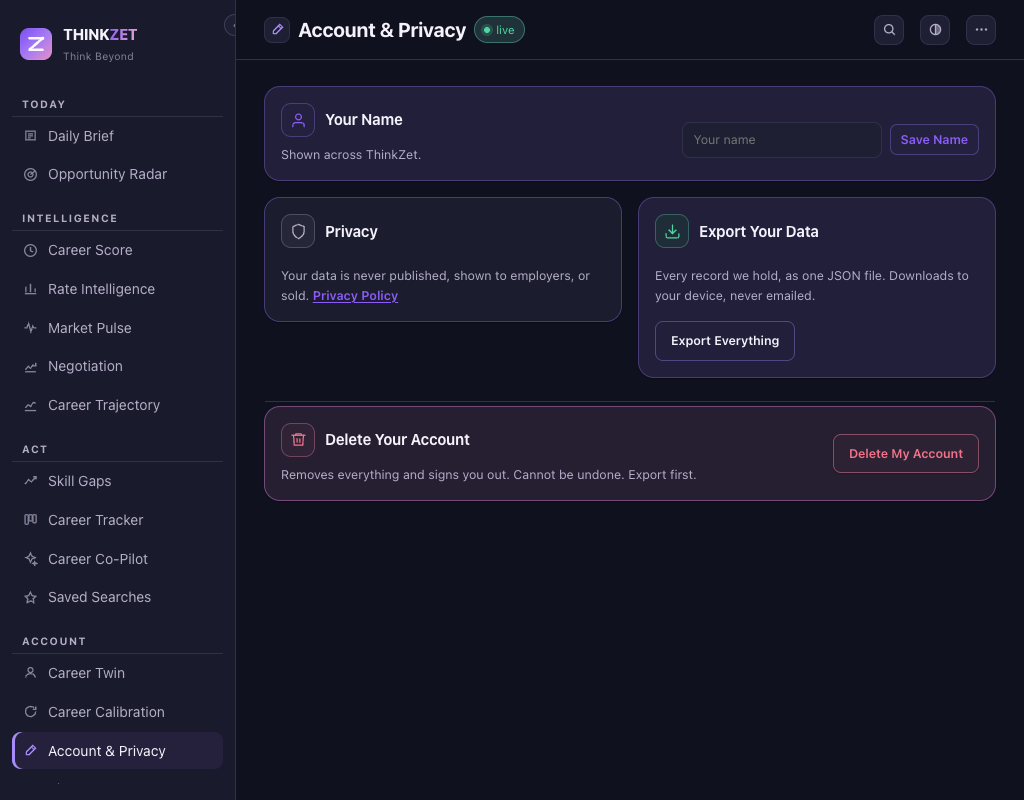 THINKZET
Think Beyond
TODAY
Daily Brief
Opportunity Radar
INTELLIGENCE
Career Score
Rate Intelligence
Market Pulse
Negotiation
Career Trajectory
ACT
Skill Gaps
Career Tracker
Career Co-Pilot
Saved Searches
ACCOUNT
Career Twin
Career Calibration
Account & Privacy
Account & Privacy
live
Your Name
Shown across ThinkZet.
Your name
Save Name
Privacy
Your data is never published, shown to employers, or
sold. Privacy Policy
Export Your Data
Every record we hold, as one JSON file. Downloads to
your device, never emailed.
Export Everything
Delete Your Account
Removes everything and signs you out. Cannot be undone. Export first.
Delete My Account